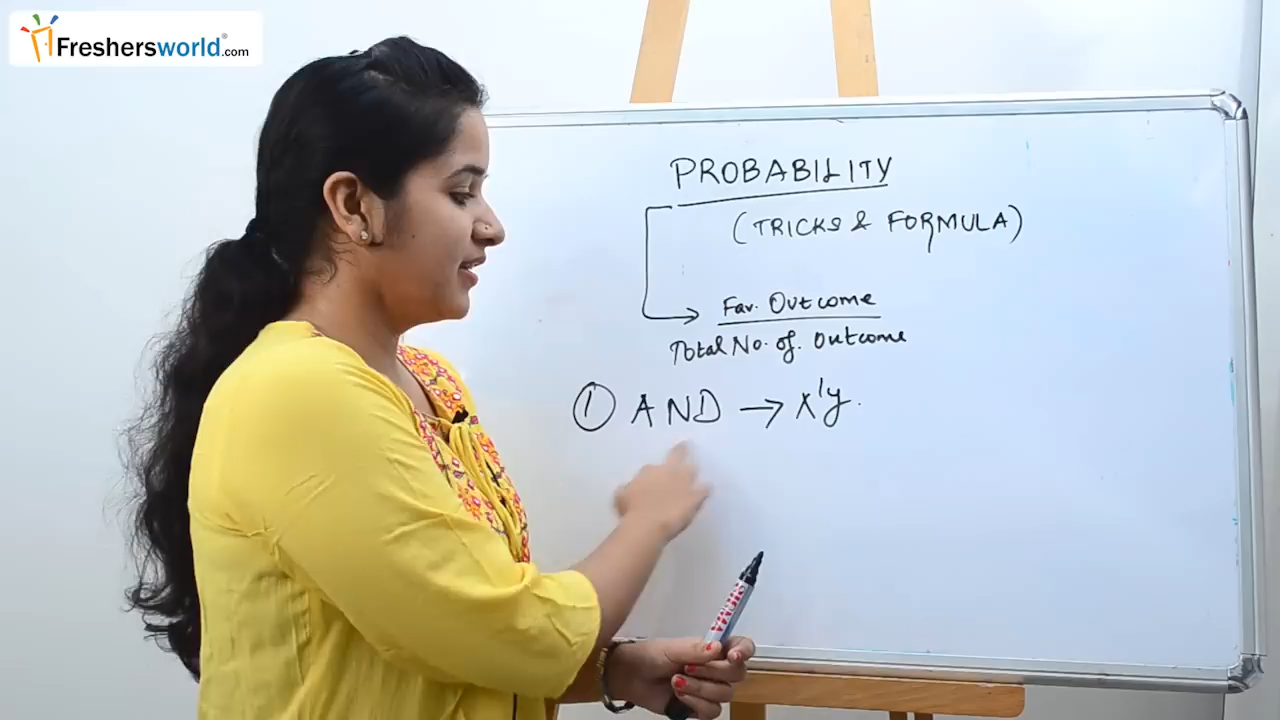 Freshersworld.com
PROBABILITY
(TRICKS & FORMULA)
Fav. Outcome
Total No. of. Outcome
① AND → X'y.